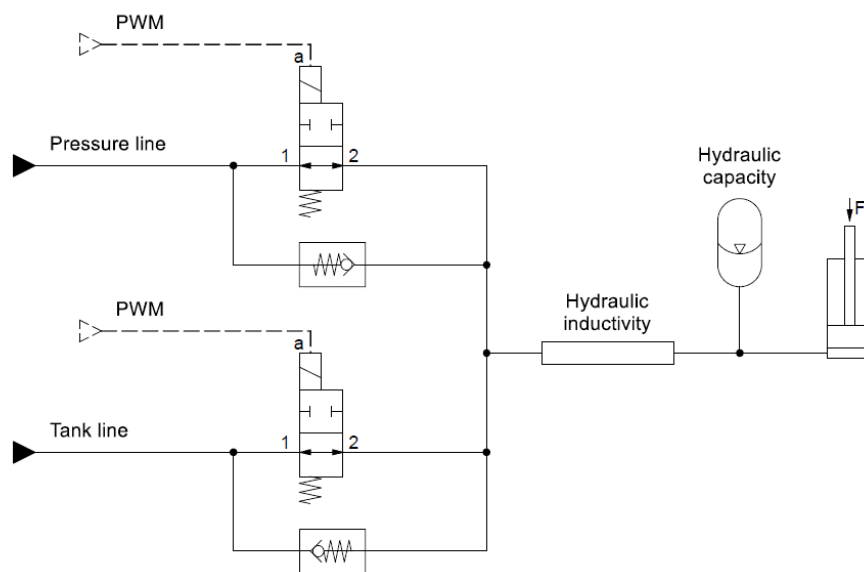 PWM
a
Pressure line
1
2
Hydraulic
capacity
F
Hydraulic
inductivity
PWM
a
Tank line
1
2